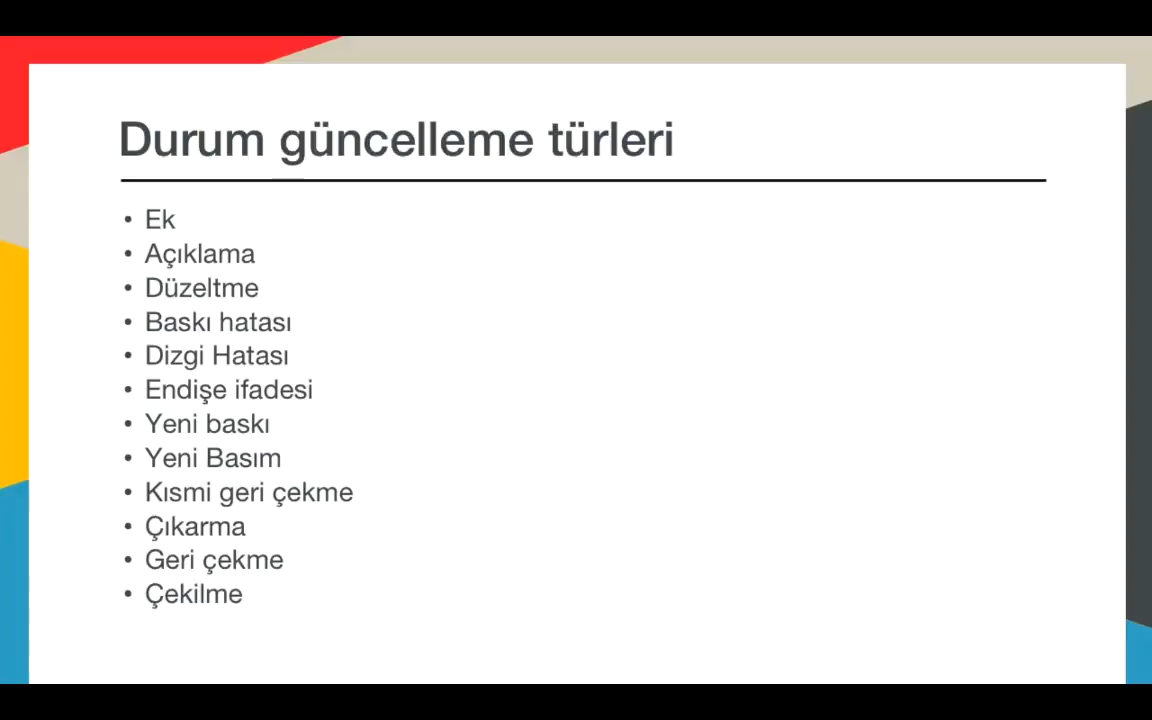 Durum güncelleme türleri
• Ek
• Açıklama
• Düzeltme
• Baskı hatası
• Dizgi Hatası
• Endişe ifadesi
• Yeni baskı
• Yeni Basım
• Kısmi geri çekme
• Çıkarma
• Geri çekme
• Çekilme